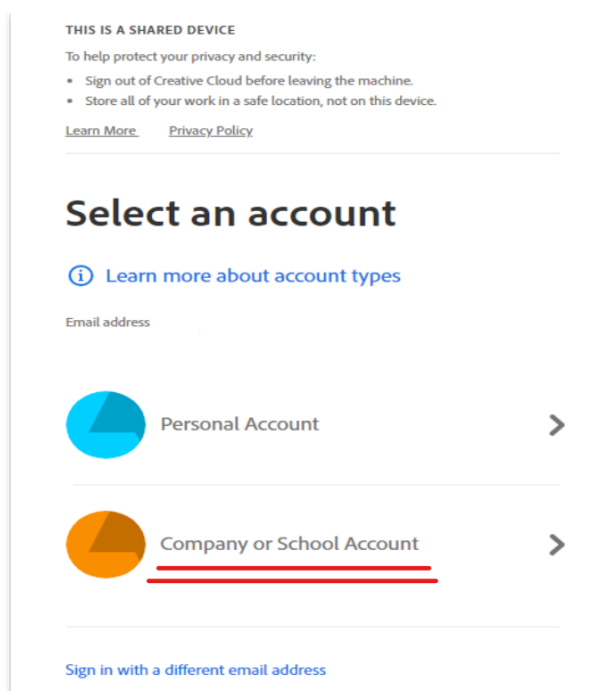 THIS IS A SHARED DEVICE
To help protect your privacy and security:
• Sign out of Creative Cloud before leaving the machine.
• Store all of your work in a safe location, not on this device.
Learn More Privacy Policy
Select an account
Learn more about account types
Email address
Personal Account
Company or School Account
Sign in with a different email address